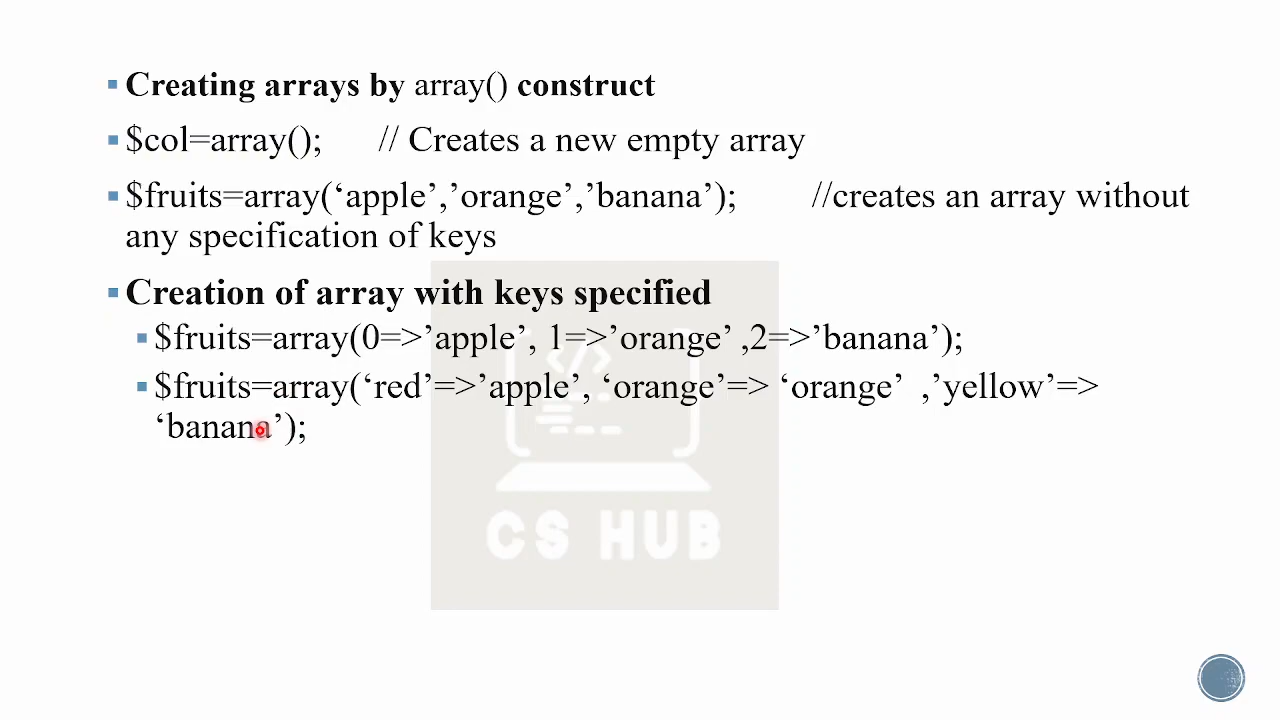 Creating arrays by array() construct
$col=array(); // Creates a new empty array
$fruits=array(‘apple’,’orange’,’banana’); //creates an array without
any specification of keys
Creation of array with keys specified
$fruits=array(0=>’apple’, 1=>’orange’ ,2=>’banana’);
$fruits=array(‘red’=>’apple’, ‘orange’=> ‘orange’ ,’yellow’=>
‘banana’);
CS HUB